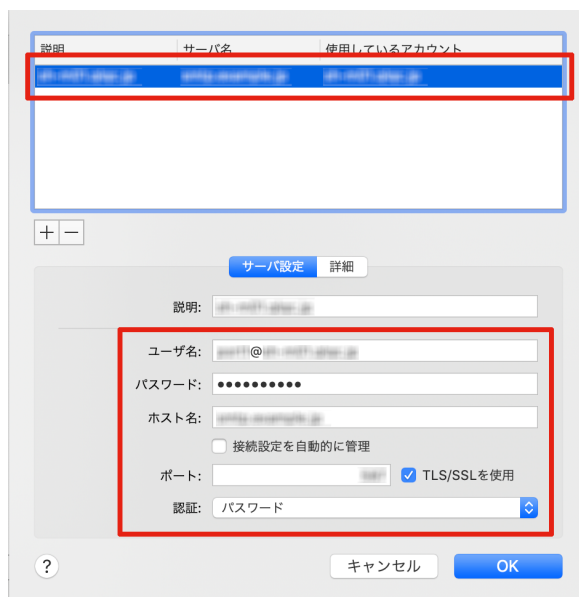 説明 サーバ名 使用しているアカウント
+ −
サーバ設定 詳細
説明:
ユーザ名: @
パスワード: ●●●●●●●●●●
ホスト名:
接続設定を自動的に管理
ポート: TLS/SSLを使用
認証: パスワード
? キャンセル OK